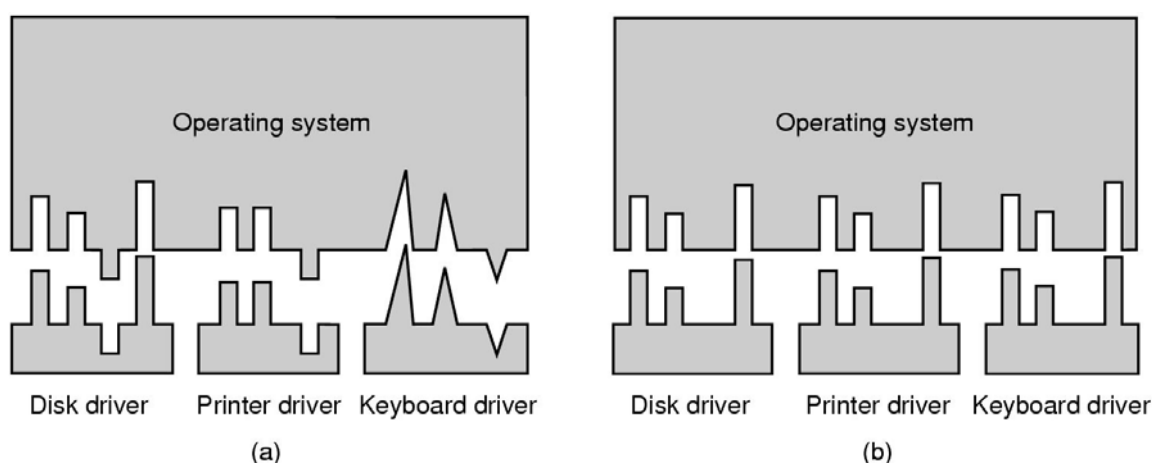 Operating system
Disk driver Printer driver Keyboard driver
(a)
Operating system
Disk driver Printer driver Keyboard driver
(b)